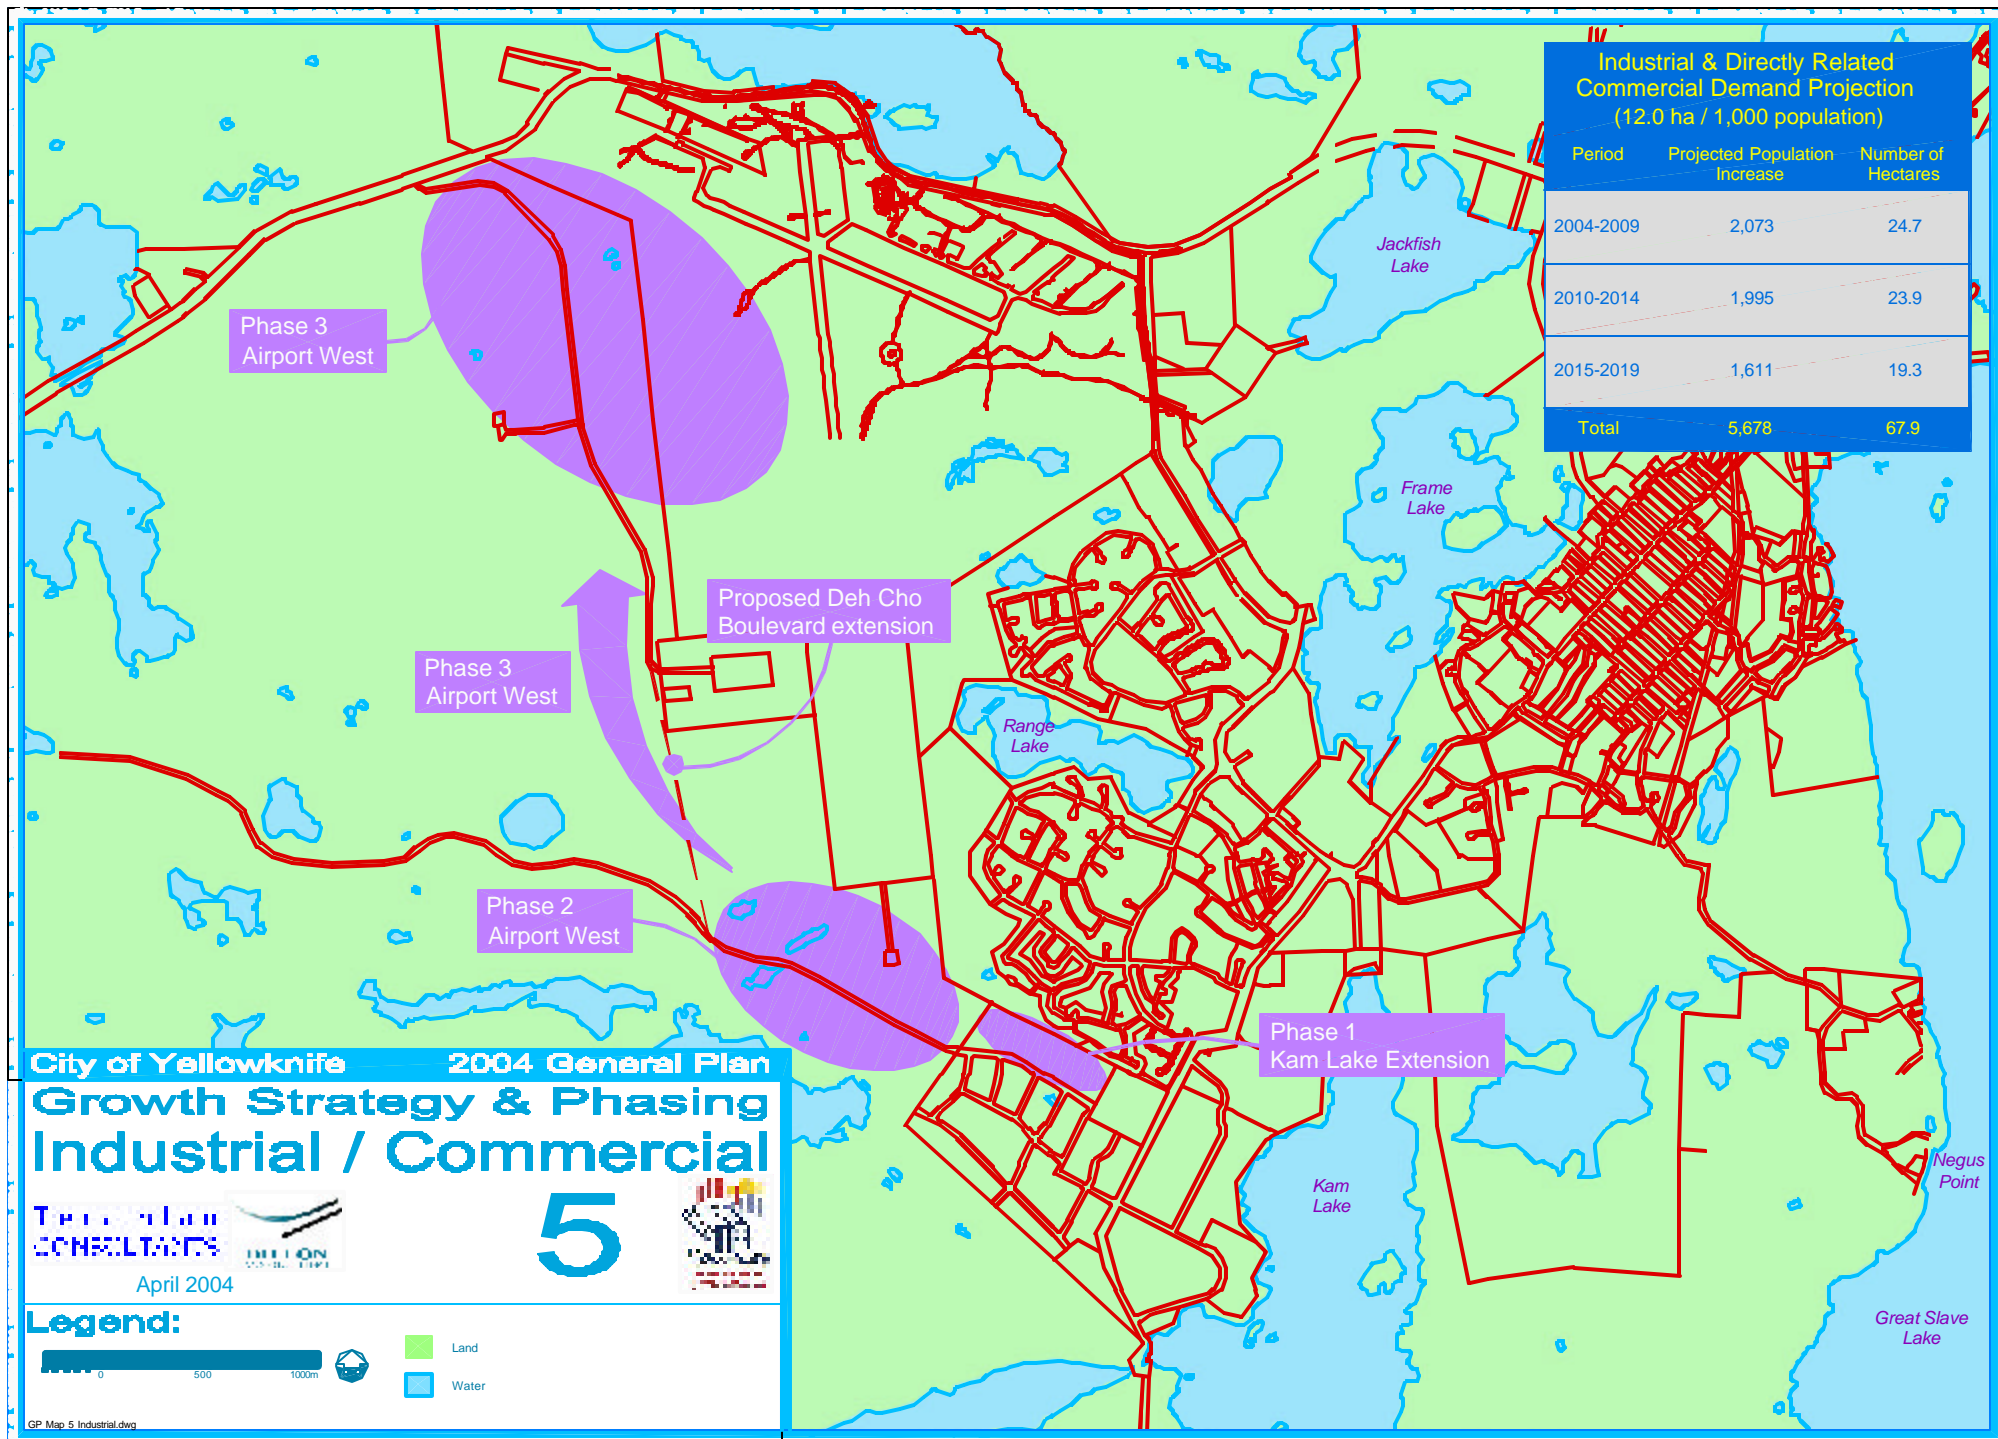 Industrial & Directly Related
Commercial Demand Projection
(12.0 ha / 1,000 population)
Period Projected Population Increase Number of Hectares
2004-2009 2,073 24.7
2010-2014 1,995 23.9
2015-2019 1,611 19.3
Total 5,678 67.9
Jackfish
Lake
Phase 3
Airport West
Frame
Lake
Proposed Deh Cho
Boulevard extension
Phase 3
Airport West
Range
Lake
Phase 2
Airport West
Phase 1
Kam Lake Extension
Negus
Point
Kam
Lake
Great Slave
Lake
City of Yellowknife 2004 General Plan
Growth Strategy & Phasing
Industrial / Commercial
5
CONSULTANTS
DILLON
CONSULTING
April 2004
Legend:
0 500 1000m
Land
Water
GP Map 5 Industrial.dwg